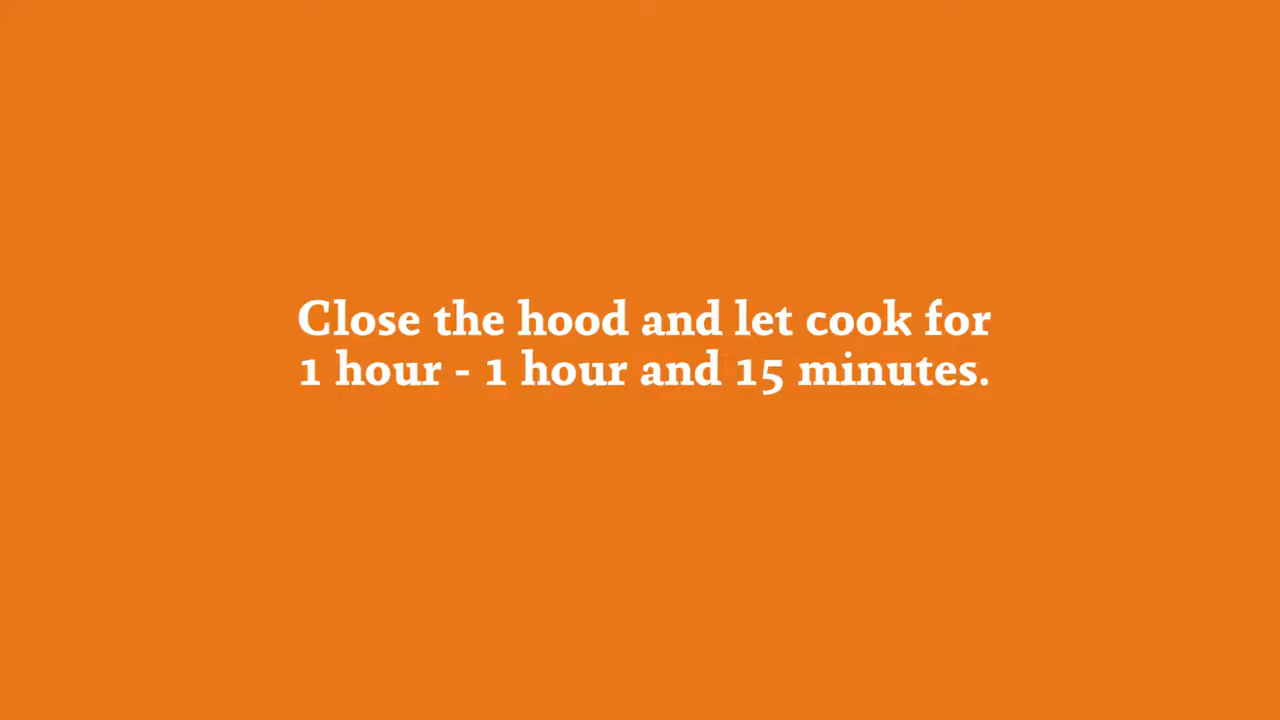 Close the hood and let cook for
1 hour - 1 hour and 15 minutes.